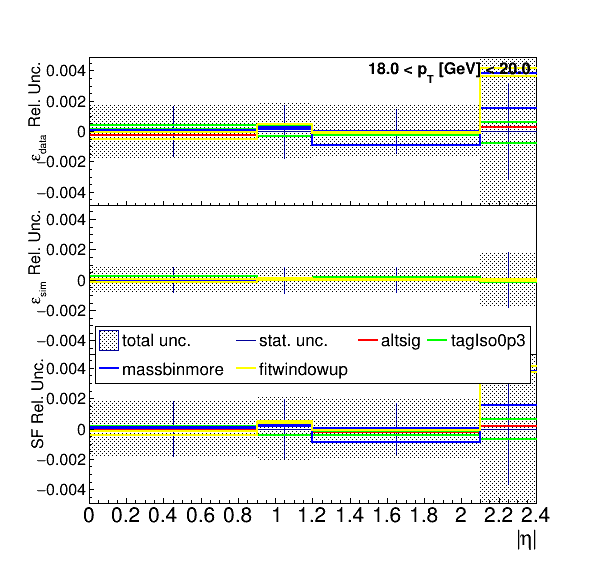 18.0 < p_T [GeV] < 20.0
ε_data Rel. Unc.
0.004
0.002
0
−0.002
−0.004
ε_sim Rel. Unc.
0.004
0.002
0
−0.002
−0.004
total unc. stat. unc. altsig tagIso0p3
massbinmore fitwindowup
SF Rel. Unc.
0.004
0.002
0
−0.002
−0.004
0 0.2 0.4 0.6 0.8 1 1.2 1.4 1.6 1.8 2 2.2 2.4
|η|